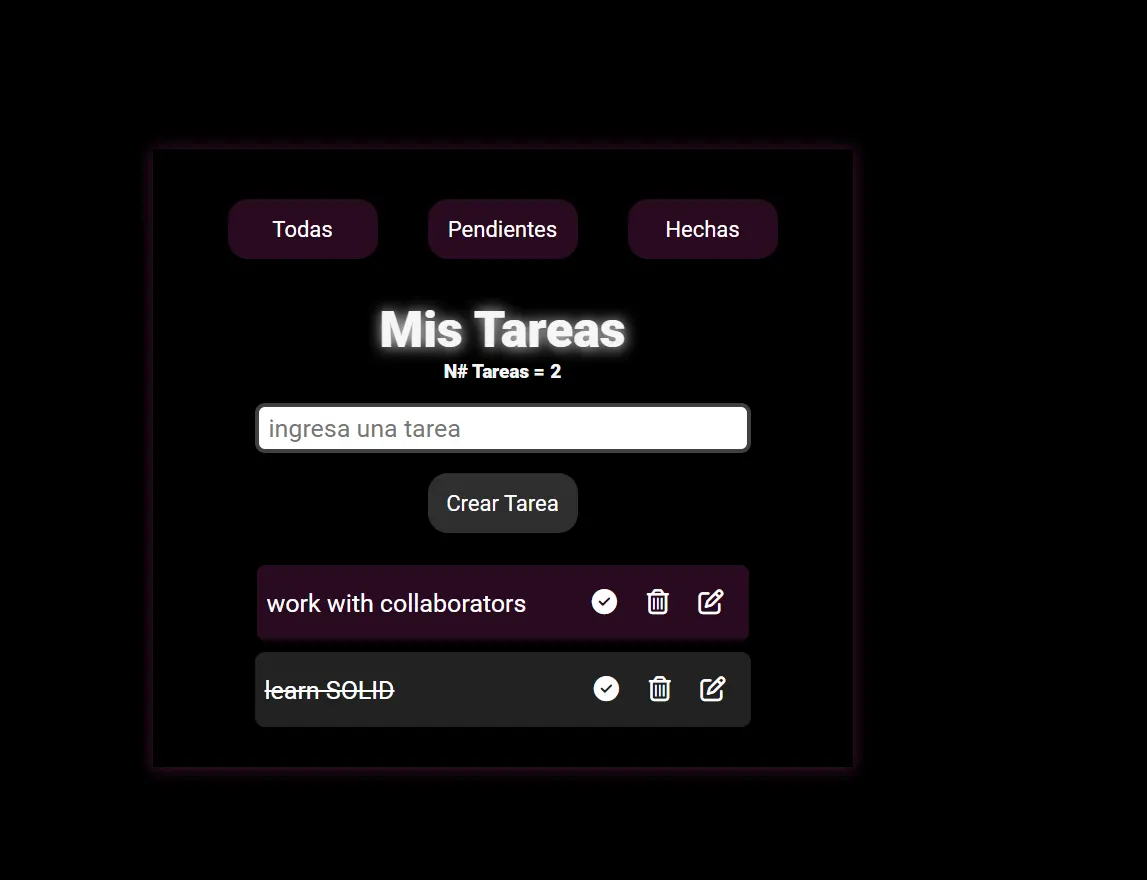 Todas Pendientes Hechas
Mis Tareas
N# Tareas = 2
ingresa una tarea
Crear Tarea
work with collaborators
learn SOLID